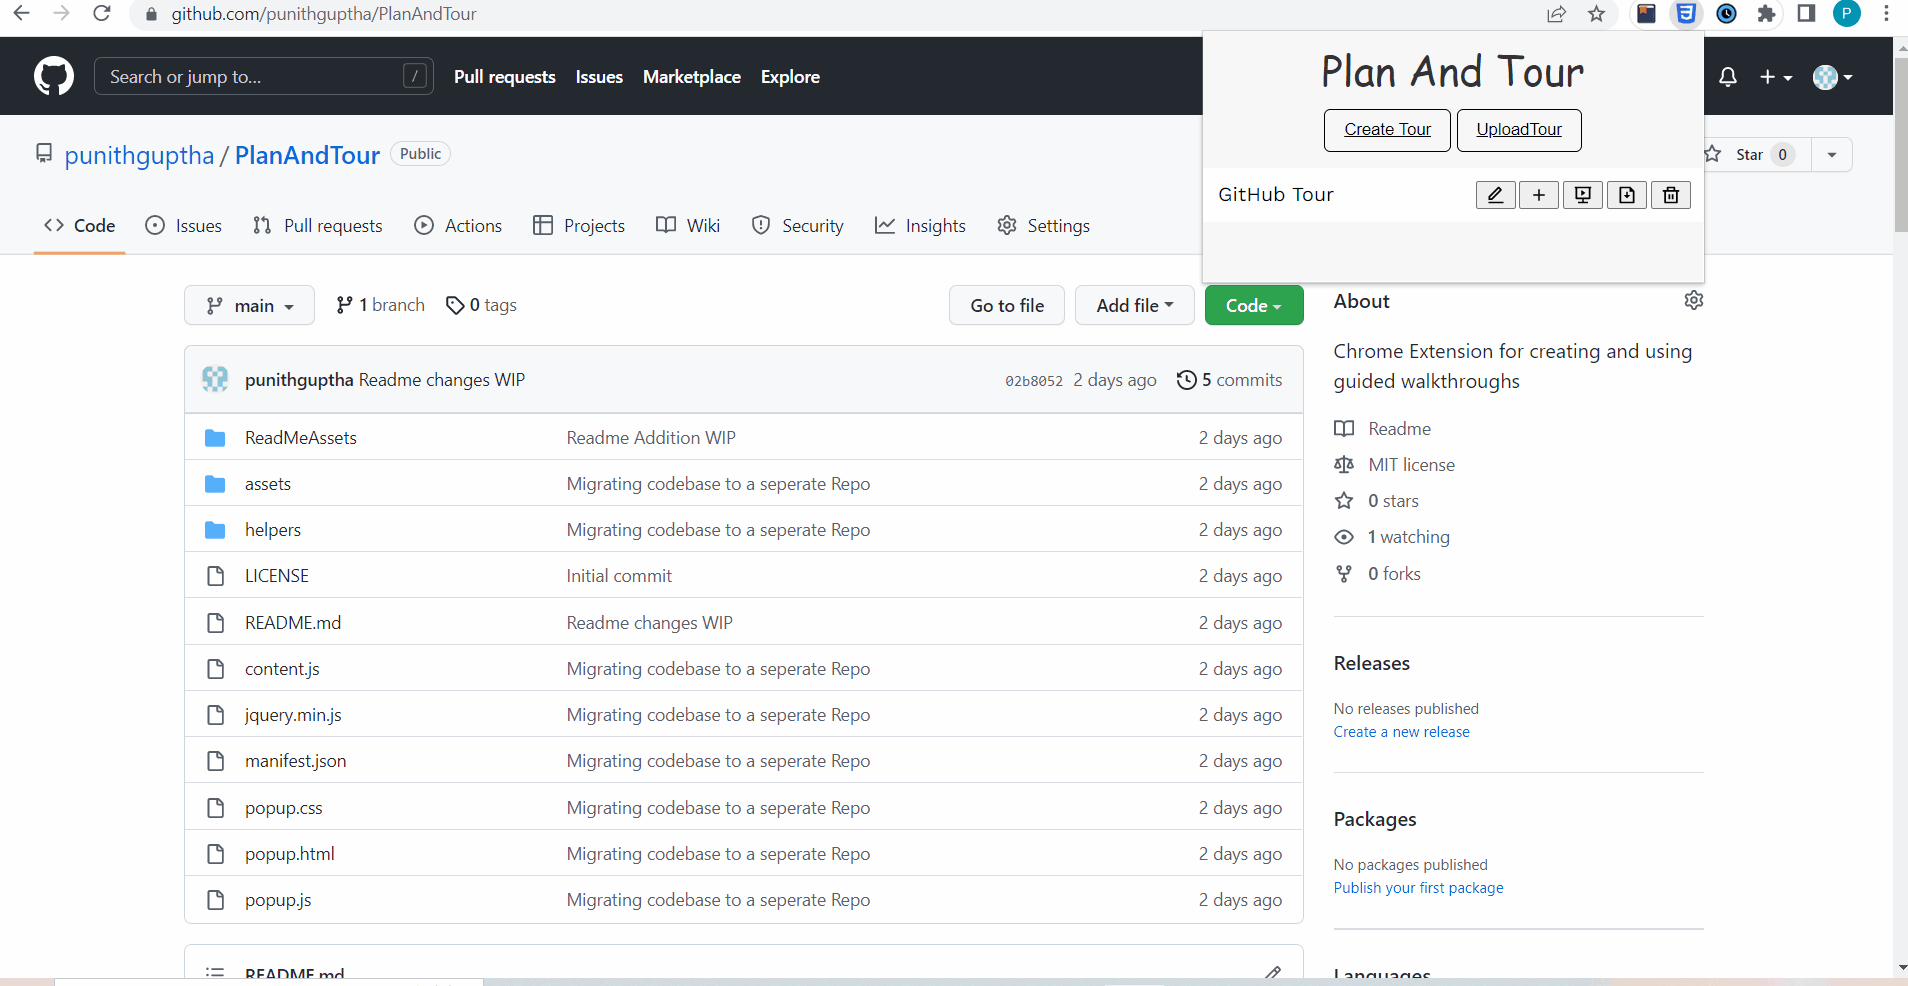 github.com/punithguptha/PlanAndTour
P
Search or jump to... /
Pull requests Issues Marketplace Explore
Plan And Tour
Create Tour UploadTour
GitHub Tour
punithguptha / PlanAndTour Public
Star 0
Code Issues Pull requests Actions Projects Wiki Security Insights Settings
main 1 branch 0 tags Go to file Add file Code
punithguptha Readme changes WIP 02b8052 2 days ago 5 commits
ReadMeAssets Readme Addition WIP 2 days ago
assets Migrating codebase to a seperate Repo 2 days ago
helpers Migrating codebase to a seperate Repo 2 days ago
LICENSE Initial commit 2 days ago
README.md Readme changes WIP 2 days ago
content.js Migrating codebase to a seperate Repo 2 days ago
jquery.min.js Migrating codebase to a seperate Repo 2 days ago
manifest.json Migrating codebase to a seperate Repo 2 days ago
popup.css Migrating codebase to a seperate Repo 2 days ago
popup.html Migrating codebase to a seperate Repo 2 days ago
popup.js Migrating codebase to a seperate Repo 2 days ago
README.md
About
Chrome Extension for creating and using
guided walkthroughs
Readme
MIT license
0 stars
1 watching
0 forks
Releases
No releases published
Create a new release
Packages
No packages published
Publish your first package
Languages